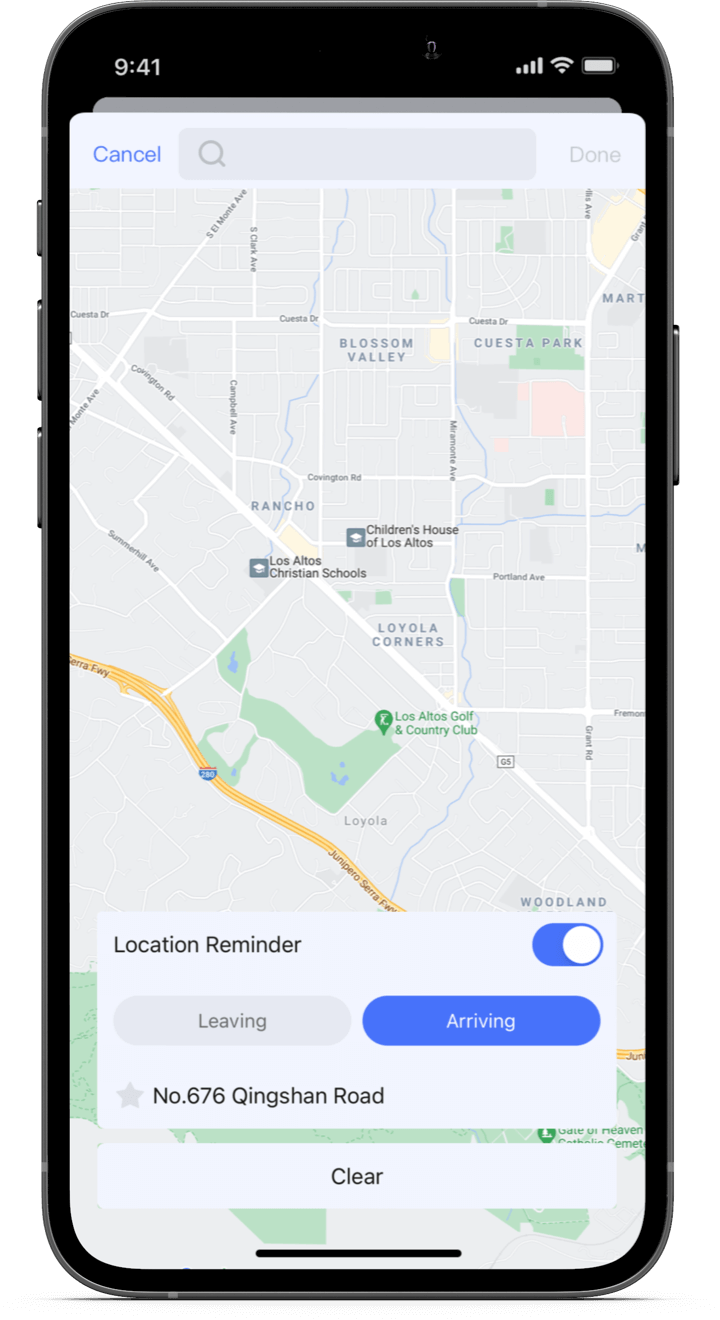 9:41
Cancel
Done
S El Monte Ave
S Clark Ave
Grant
MART
Cuesta Dr
Cuesta Dr
Cuesta Dr
BLOSSOM
VALLEY
CUESTA PARK
Covington Rd
Monte Ave
Campbell Ave
Miramonte Ave
Covington Rd
RANCHO
Children's House
of Los Altos
M
Summerhill Ave
Los Altos
Christian Schools
Portland Ave
LOYOLA
CORNERS
Serra Fwy
Los Altos Golf
& Country Club
Fremon
Grant Rd
G5
280
Loyola
Junipero Serra Fwy
WOODLAND
Location Reminder
Leaving
Arriving
Juni
No.676 Qingshan Road
Gate of Heaven
Catholic Cemete
Clear